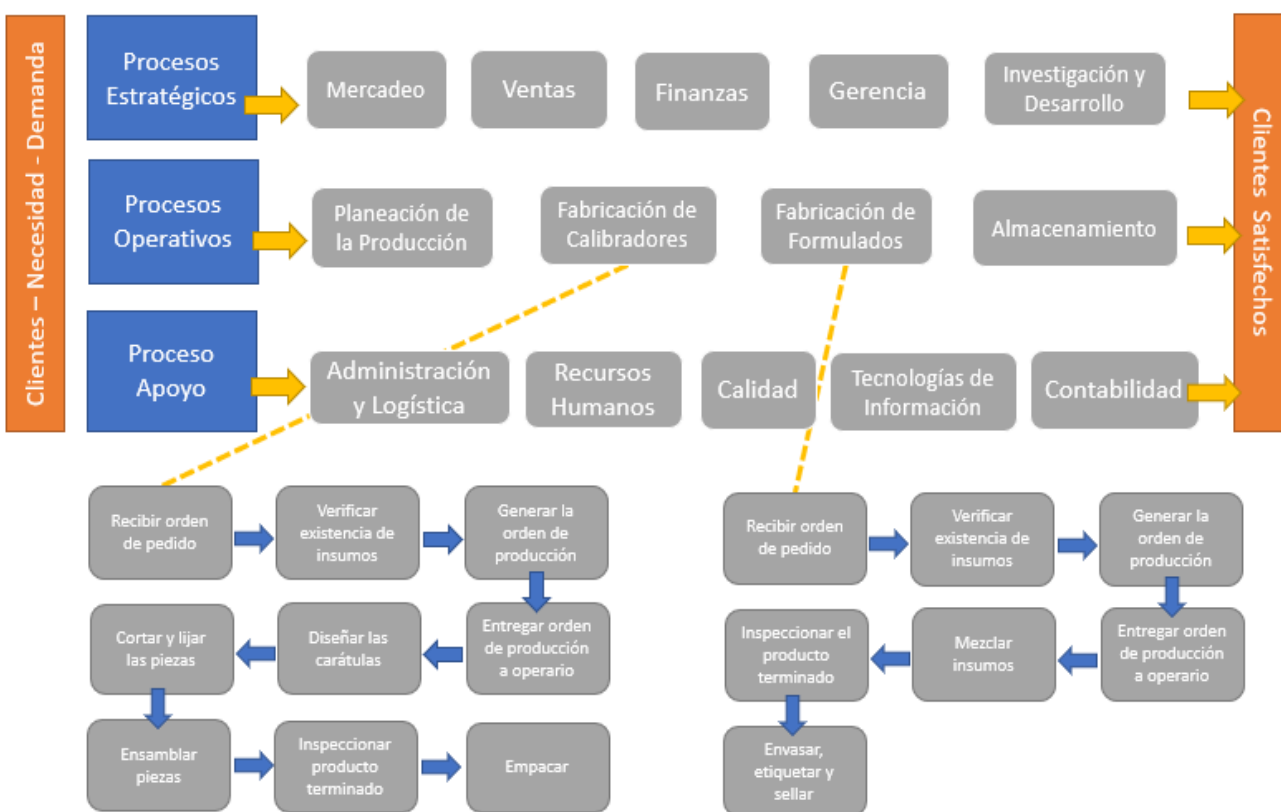 Clientes – Necesidad - Demanda
Procesos
Estratégicos
Mercadeo
Ventas
Finanzas
Gerencia
Investigación y
Desarrollo
Procesos
Operativos
Planeación de
la Producción
Fabricación de
Calibradores
Fabricación de
Formulados
Almacenamiento
Proceso
Apoyo
Administración
y Logística
Recursos
Humanos
Calidad
Tecnologías de
Información
Contabilidad
Clientes Satisfechos
Recibir orden
de pedido
Verificar
existencia de
insumos
Generar la
orden de
producción
Entregar orden
de producción
a operario
Diseñar las
carátulas
Cortar y lijar
las piezas
Ensamblar
piezas
Inspeccionar
producto
terminado
Empacar
Recibir orden
de pedido
Verificar
existencia de
insumos
Generar la
orden de
producción
Entregar orden
de producción
a operario
Mezclar
insumos
Inspeccionar el
producto
terminado
Envasar,
etiquetar y
sellar